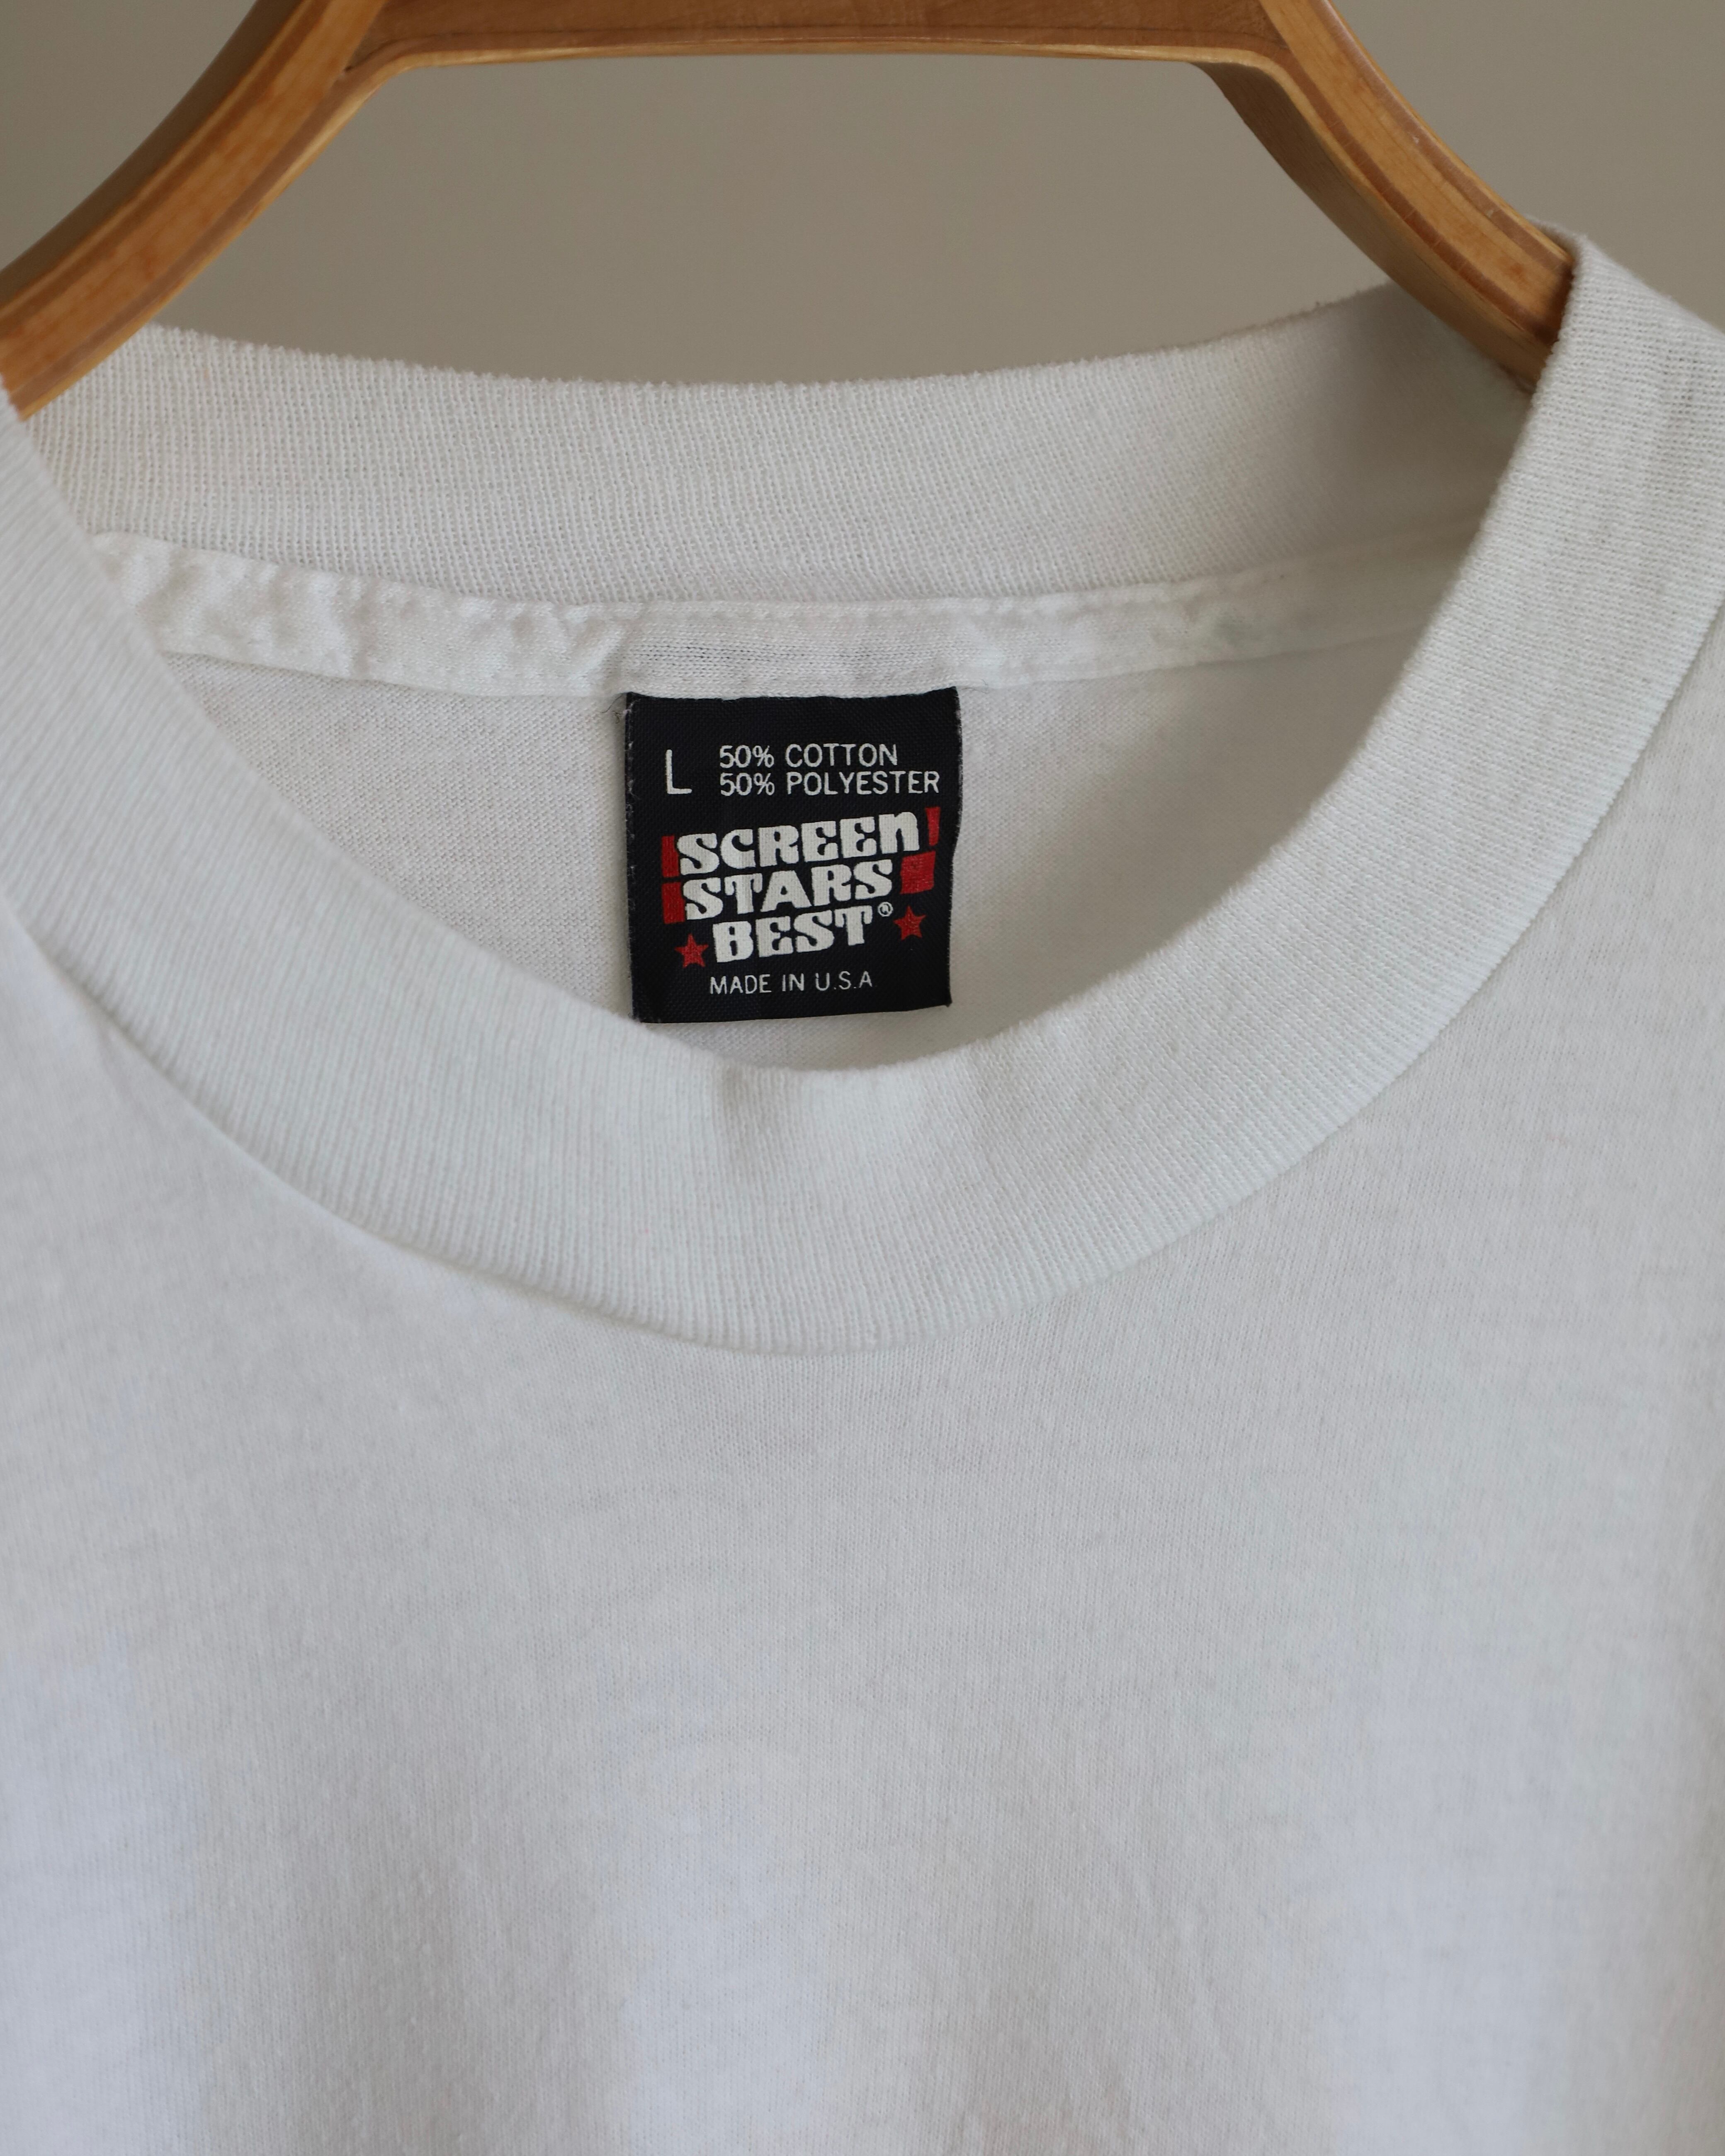 L 50% COTTON
50% POLYESTER
SCREEN
STARS
BEST®
MADE IN U.S.A